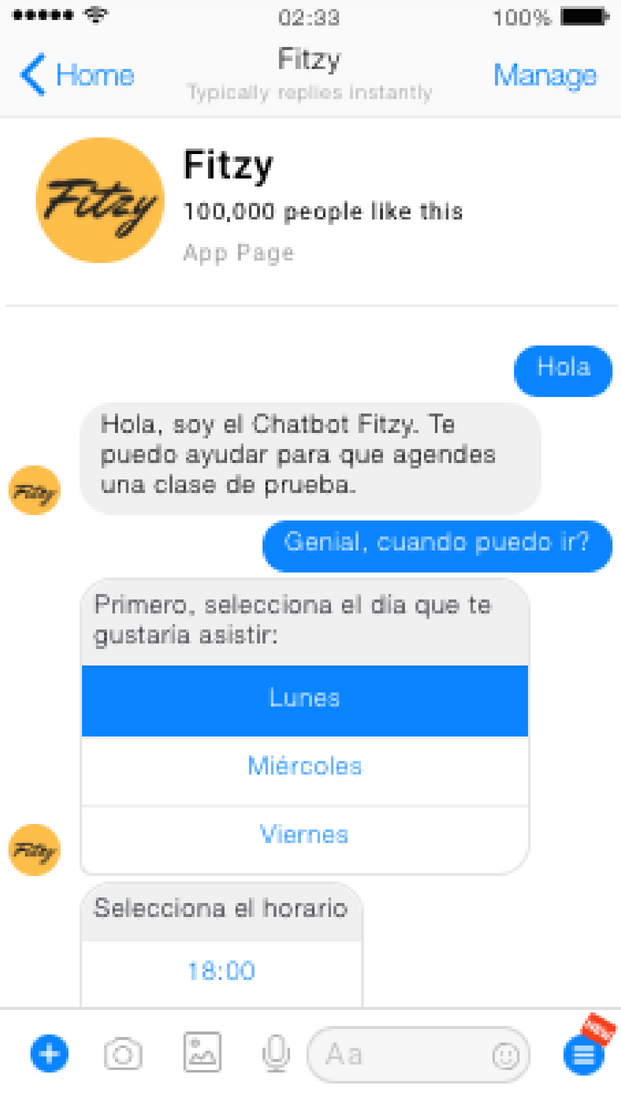 02:33
100%
Home
Fitzy
Manage
Typically replies instantly
Fitzy
Fitzy
100,000 people like this
App Page
Hola
Hola, soy el Chatbot Fitzy. Te
puedo ayudar para que agendes
una clase de prueba.
Fitzy
Genial, cuando puedo ir?
Primero, selecciona el día que te
gustaría asistir:
Lunes
Miércoles
Viernes
Fitzy
Selecciona el horario
18:00
Aa
NEW